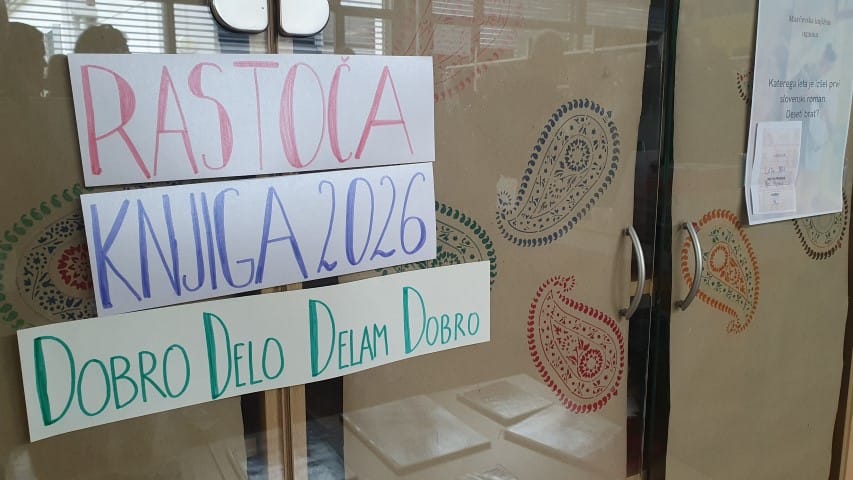 RASTOČA
KNJIGA 2026
DOBRO DELO DELAM DOBRO
Katerega leta je izšel prvi
slovenski roman
Deseti brat?